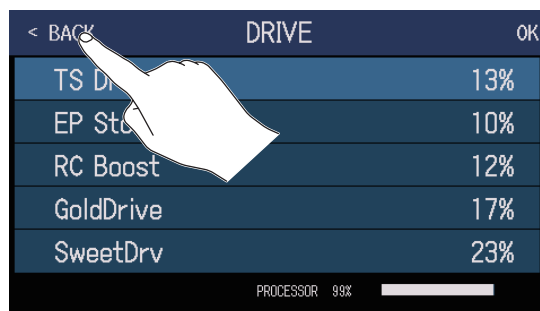 < BACK DRIVE OK
TS 13%
EP 10%
RC Boost 12%
GoldDrive 17%
SweetDrv 23%
PROCESSOR 99%